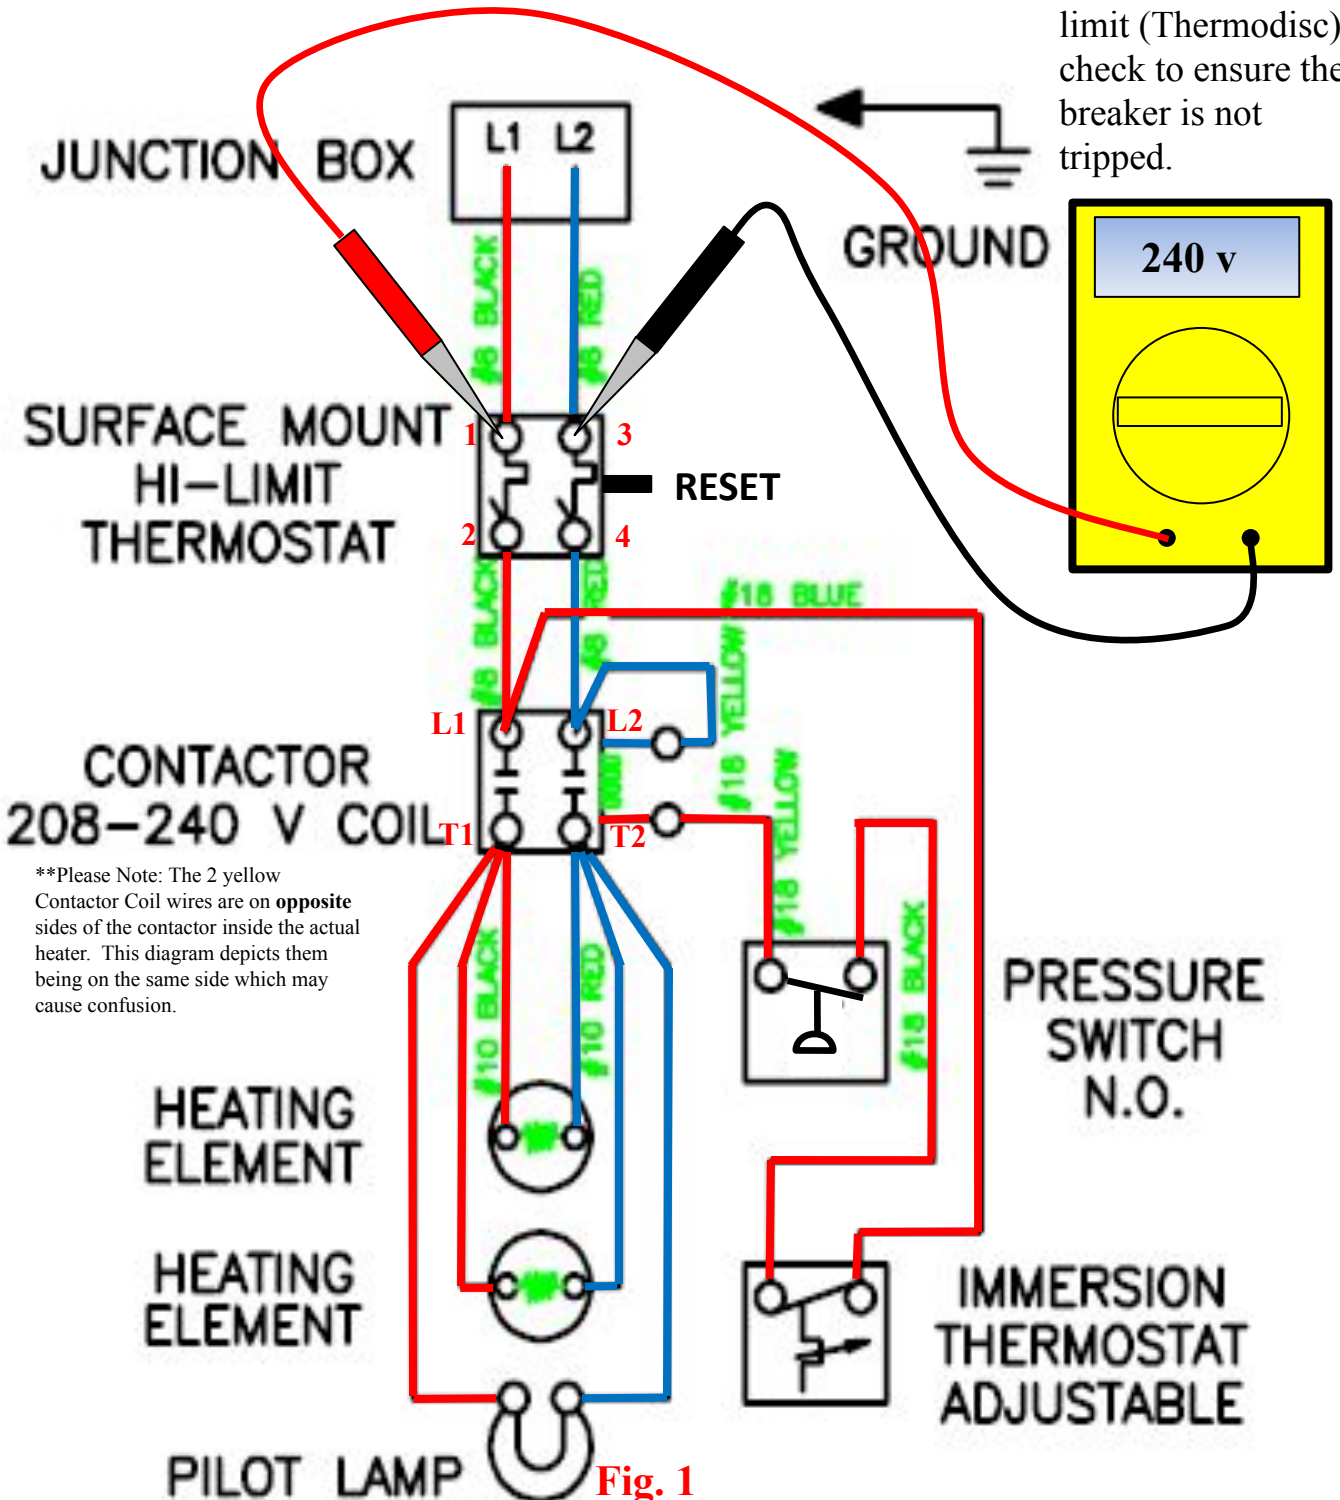 limit (Thermodisc)
check to ensure the
breaker is not
tripped.
JUNCTION BOX
L1 L2
GROUND
240 v
#8 BLACK
#8 RED
SURFACE MOUNT
HI-LIMIT
THERMOSTAT
1
3
2
4
RESET
#8 BLACK
#8 RED
#18 BLUE
#18 YELLOW
L1
L2
CONTACTOR
208-240 V COIL
T1
T2
#18 YELLOW
**Please Note: The 2 yellow
Contactor Coil wires are on opposite
sides of the contactor inside the actual
heater. This diagram depicts them
being on the same side which may
cause confusion.
#10 BLACK
#10 RED
#18 BLACK
PRESSURE
SWITCH
N.O.
HEATING
ELEMENT
HEATING
ELEMENT
IMMERSION
THERMOSTAT
ADJUSTABLE
PILOT LAMP
Fig. 1